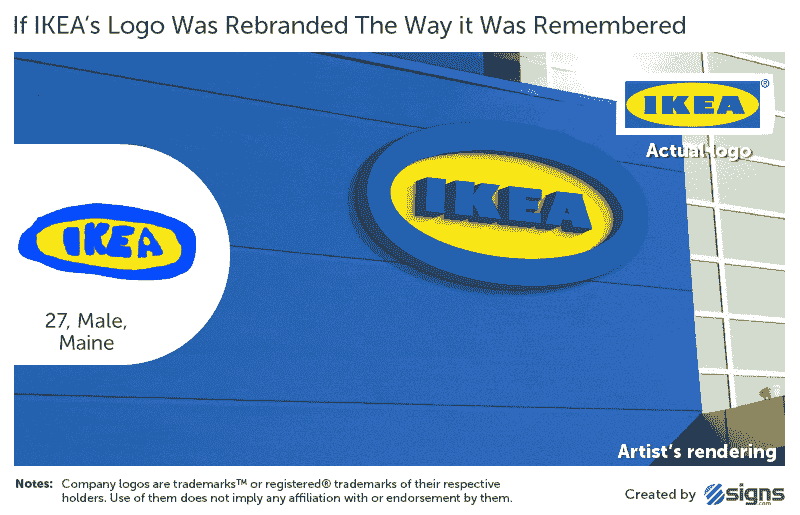 If IKEA's Logo Was Rebranded The Way it Was Remembered
IKEA®
Actual logo
IKEA
IKEA
27, Male,
Maine
Artist's rendering
Notes: Company logos are trademarks™ or registered® trademarks of their respective
holders. Use of them does not imply any affiliation with or endorsement by them.
Created by signs.com